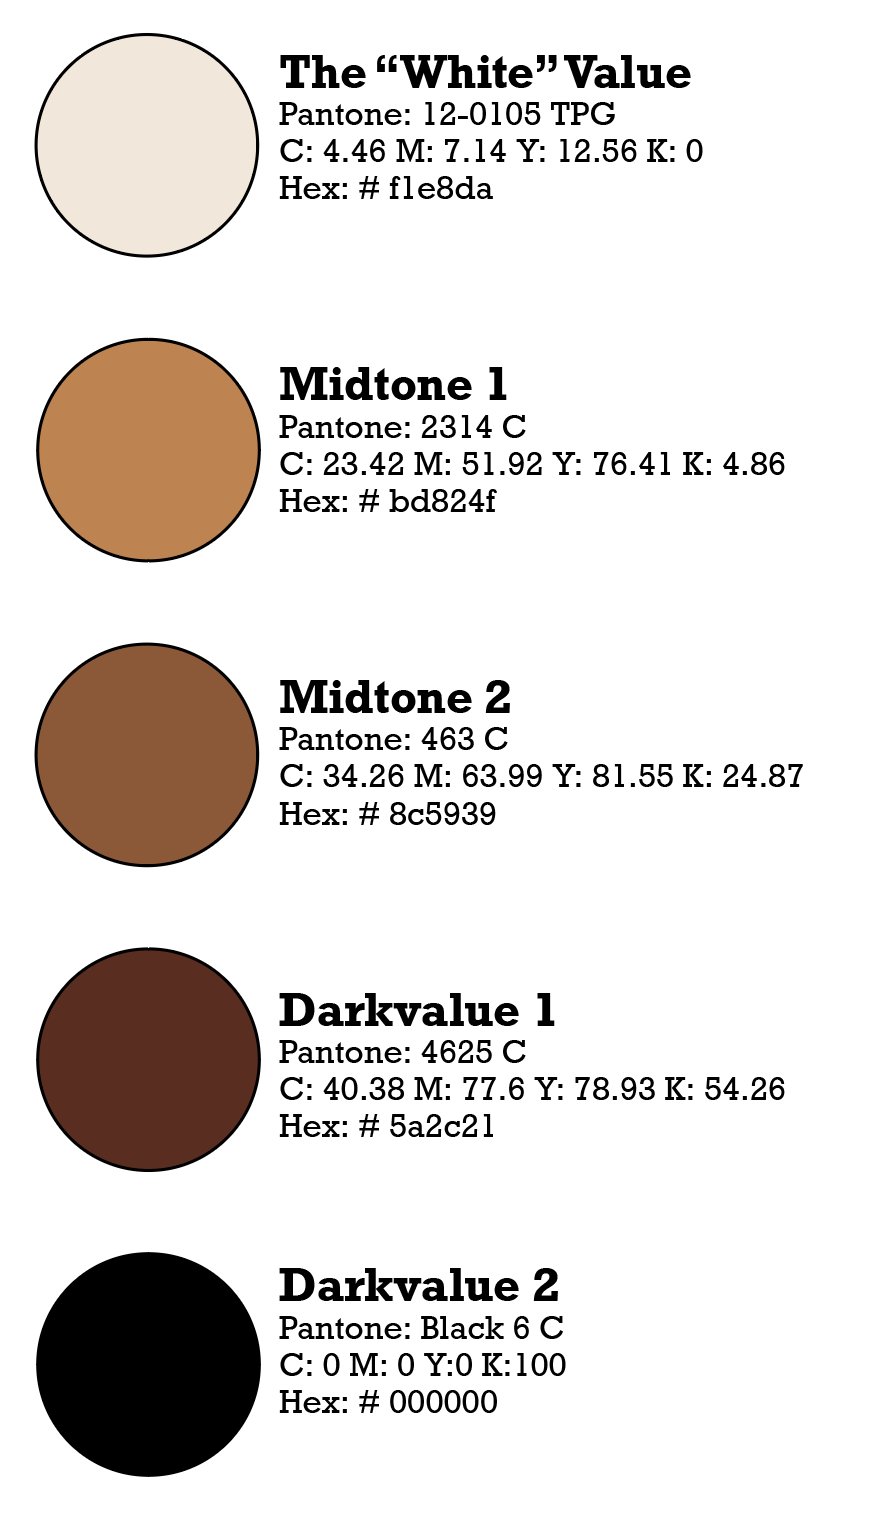 The “White” Value
Pantone: 12-0105 TPG
C: 4.46 M: 7.14 Y: 12.56 K: 0
Hex: # f1e8da
Midtone 1
Pantone: 2314 C
C: 23.42 M: 51.92 Y: 76.41 K: 4.86
Hex: # bd824f
Midtone 2
Pantone: 463 C
C: 34.26 M: 63.99 Y: 81.55 K: 24.87
Hex: # 8c5939
Darkvalue 1
Pantone: 4625 C
C: 40.38 M: 77.6 Y: 78.93 K: 54.26
Hex: # 5a2c21
Darkvalue 2
Pantone: Black 6 C
C: 0 M: 0 Y:0 K:100
Hex: # 000000